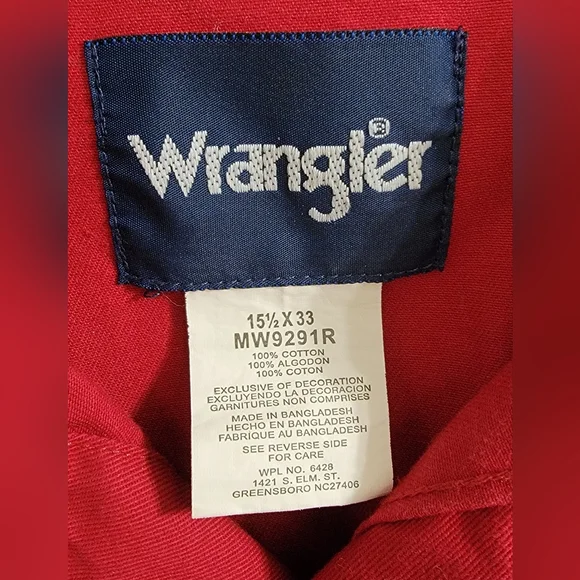 Wrangler®
15½ X 33
MW9291R
100% COTTON
100% ALGODON
100% COTON
EXCLUSIVE OF DECORATION
EXCLUYENDO LA DECORACION
GARNITURES NON COMPRISES
MADE IN BANGLADESH
HECHO EN BANGLADESH
FABRIQUE AU BANGLADESH
SEE REVERSE SIDE
FOR CARE
WPL NO. 6428
1421 S. ELM ST.
GREENSBORO NC27406